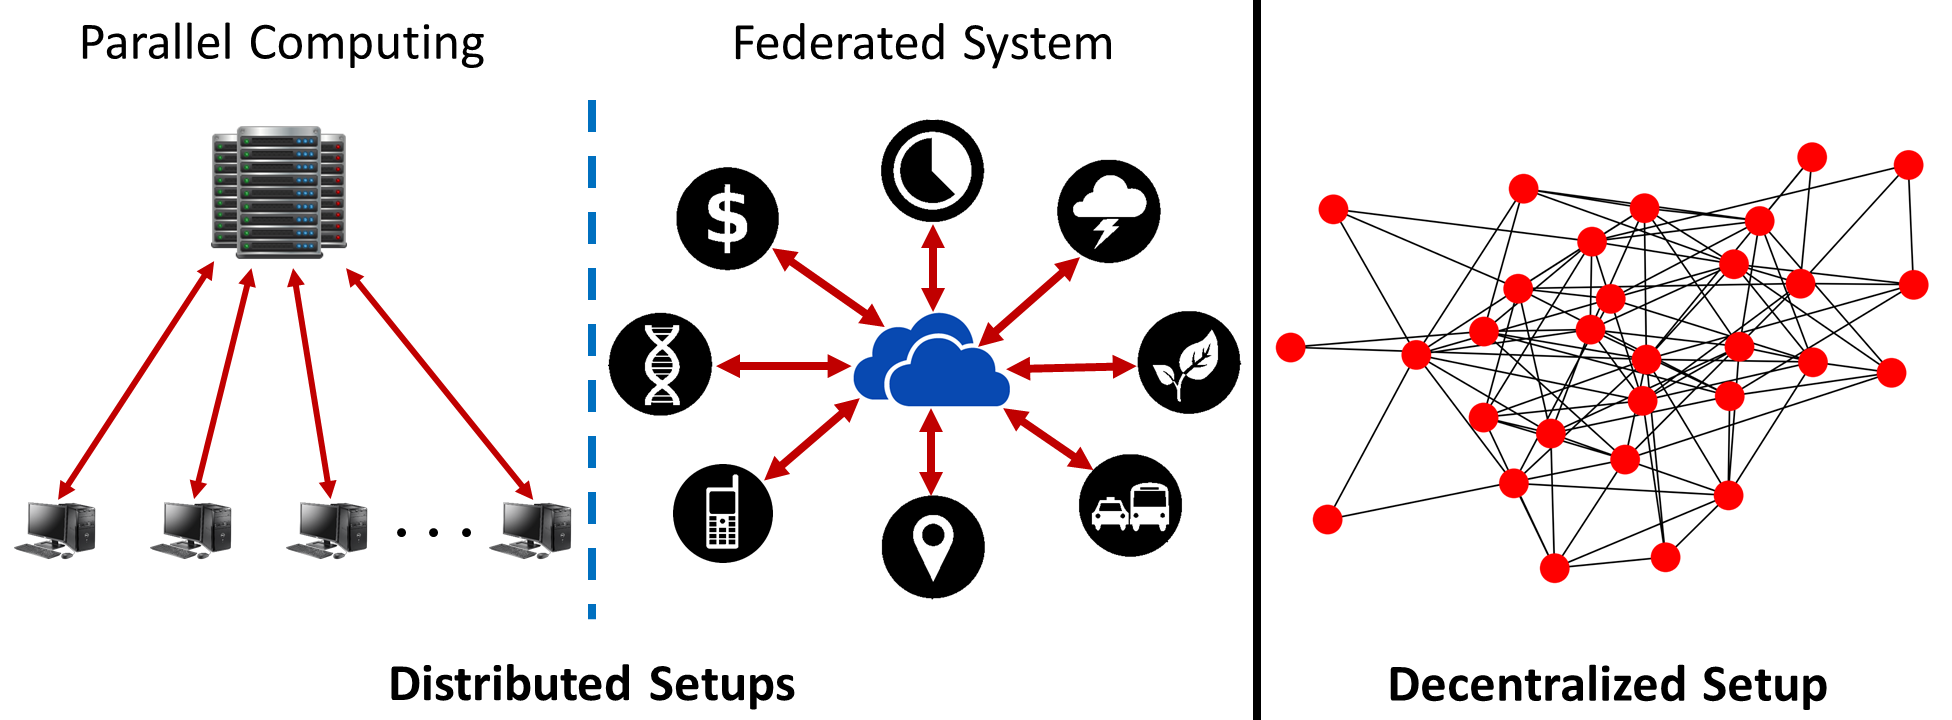 Parallel Computing
Federated System
$
. . .
Distributed Setups
Decentralized Setup